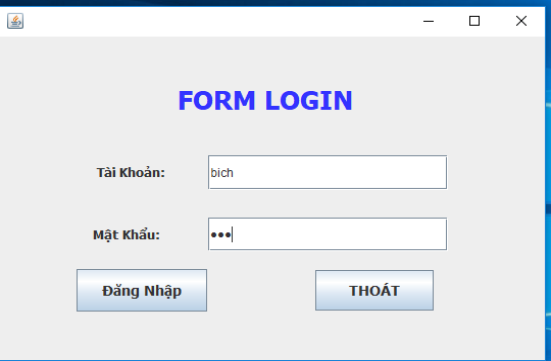 FORM LOGIN
Tài Khoản: bich
Mật Khẩu: •••
Đăng Nhập THOÁT